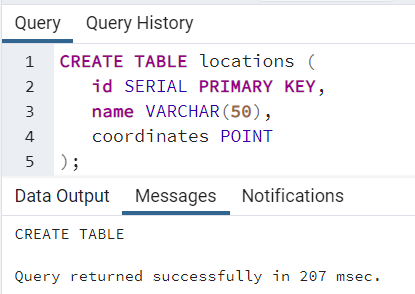 Query Query History
1 CREATE TABLE locations (
2 id SERIAL PRIMARY KEY,
3 name VARCHAR(50),
4 coordinates POINT
5 );
Data Output Messages Notifications
CREATE TABLE
Query returned successfully in 207 msec.